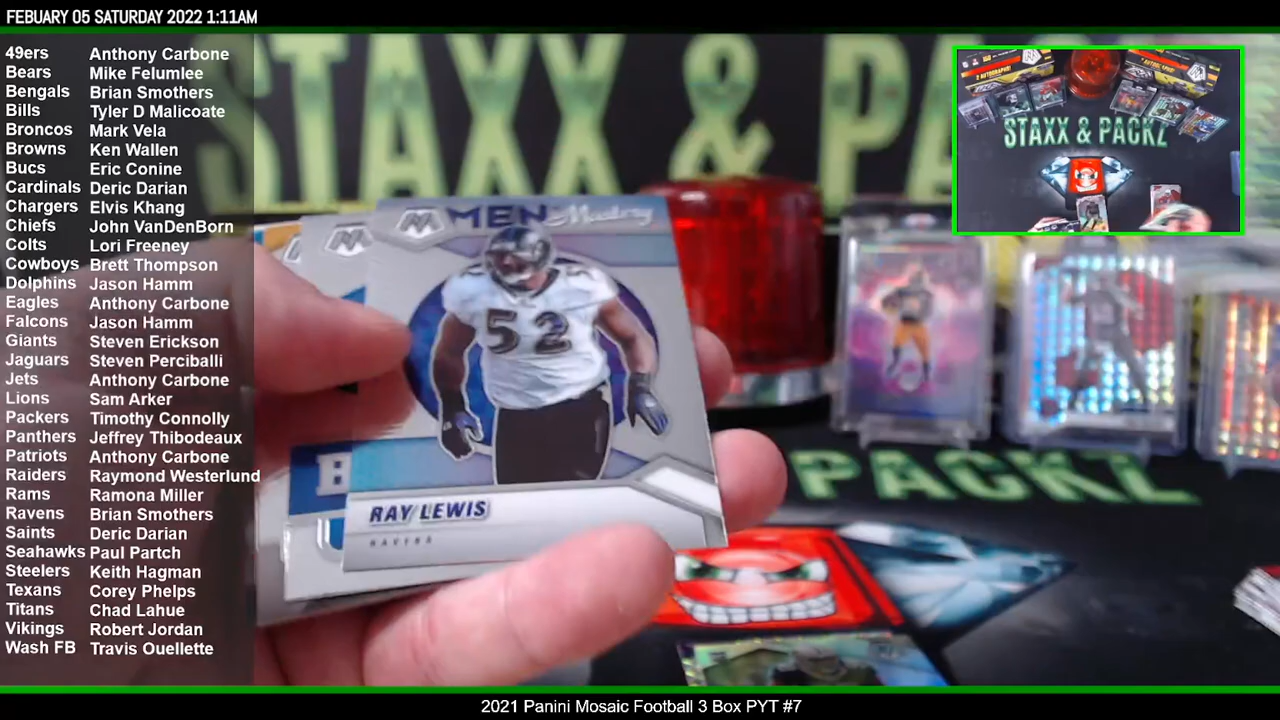 FEBUARY 05 SATURDAY 2022 1:11AM
49ers Anthony Carbone
Bears Mike Felumlee
Bengals Brian Smothers
Bills Tyler D Malicoate
Broncos Mark Vela
Browns Ken Wallen
Bucs Eric Conine
Cardinals Deric Darian
Chargers Elvis Khang
Chiefs John VanDenBorn
Colts Lori Freeney
Cowboys Brett Thompson
Dolphins Jason Hamm
Eagles Anthony Carbone
Falcons Jason Hamm
Giants Steven Erickson
Jaguars Steven Perciballi
Jets Anthony Carbone
Lions Sam Arker
Packers Timothy Connolly
Panthers Jeffrey Thibodeaux
Patriots Anthony Carbone
Raiders Raymond Westerlund
Rams Ramona Miller
Ravens Brian Smothers
Saints Deric Darian
Seahawks Paul Partch
Steelers Keith Hagman
Texans Corey Phelps
Titans Chad Lahue
Vikings Robert Jordan
Wash FB Travis Ouellette
STAXX & PA
MEN of Mastery
52
RAY LEWIS
RAVENS
PACKZ
STAXX & PACKZ
2021 Panini Mosaic Football 3 Box PYT #7